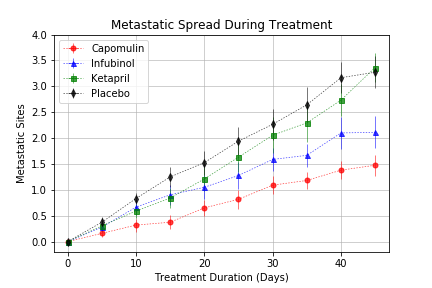 Metastatic Spread During Treatment
4.0
3.5
3.0
2.5
2.0
1.5
1.0
0.5
0.0
Metastatic Sites
Capomulin
Infubinol
Ketapril
Placebo
0
10
20
30
40
Treatment Duration (Days)